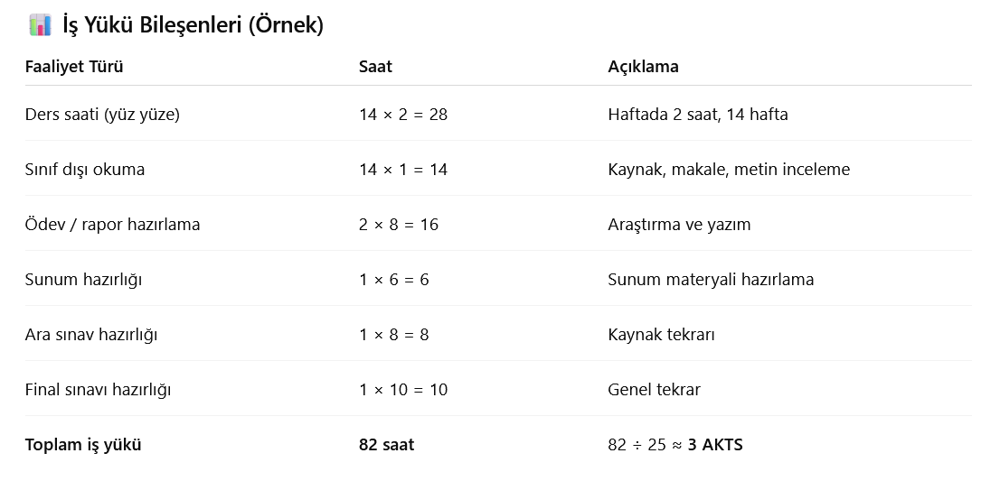 📊 İş Yükü Bileşenleri (Örnek)
Faaliyet Türü Saat Açıklama
Ders saati (yüz yüze) 14 × 2 = 28 Haftada 2 saat, 14 hafta
Sınıf dışı okuma 14 × 1 = 14 Kaynak, makale, metin inceleme
Ödev / rapor hazırlama 2 × 8 = 16 Araştırma ve yazım
Sunum hazırlığı 1 × 6 = 6 Sunum materyali hazırlama
Ara sınav hazırlığı 1 × 8 = 8 Kaynak tekrarı
Final sınavı hazırlığı 1 × 10 = 10 Genel tekrar
Toplam iş yükü 82 saat 82 ÷ 25 ≈ 3 AKTS